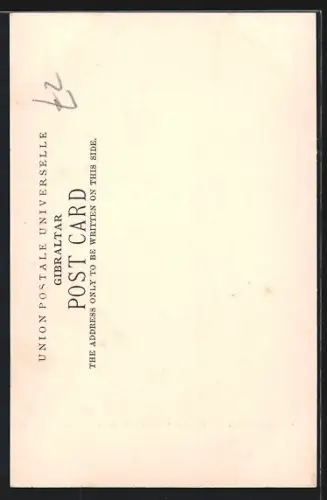 UNION POSTALE UNIVERSELLE
GIBRALTAR
POST CARD
THE ADDRESS ONLY TO BE WRITTEN ON THIS SIDE.